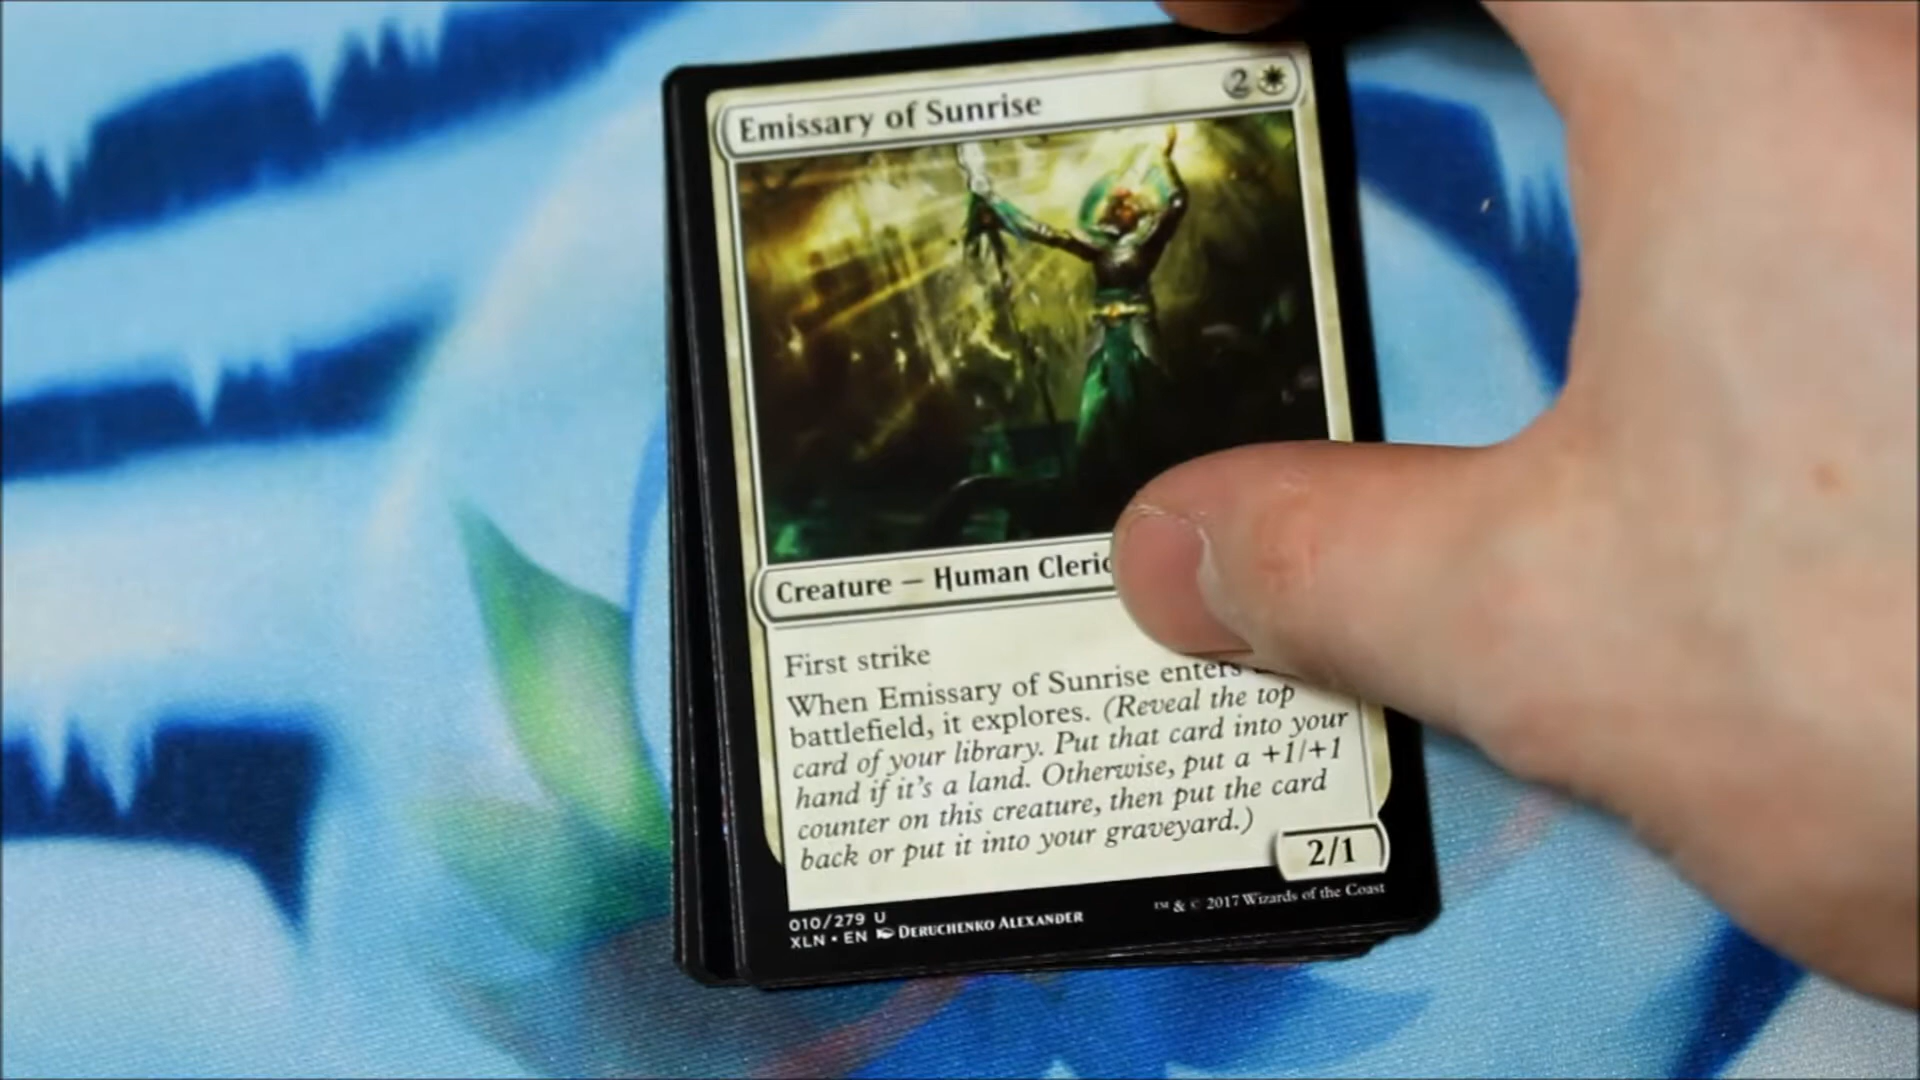 Emissary of Sunrise 2
Creature — Human Cleric
First strike
When Emissary of Sunrise enters
battlefield, it explores. (Reveal the top
card of your library. Put that card into your
hand if it's a land. Otherwise, put a +1/+1
counter on this creature, then put the card
back or put it into your graveyard.)
2/1
010/279 U
XLN • EN DERUCHENKO ALEXANDER
™ & © 2017 Wizards of the Coast